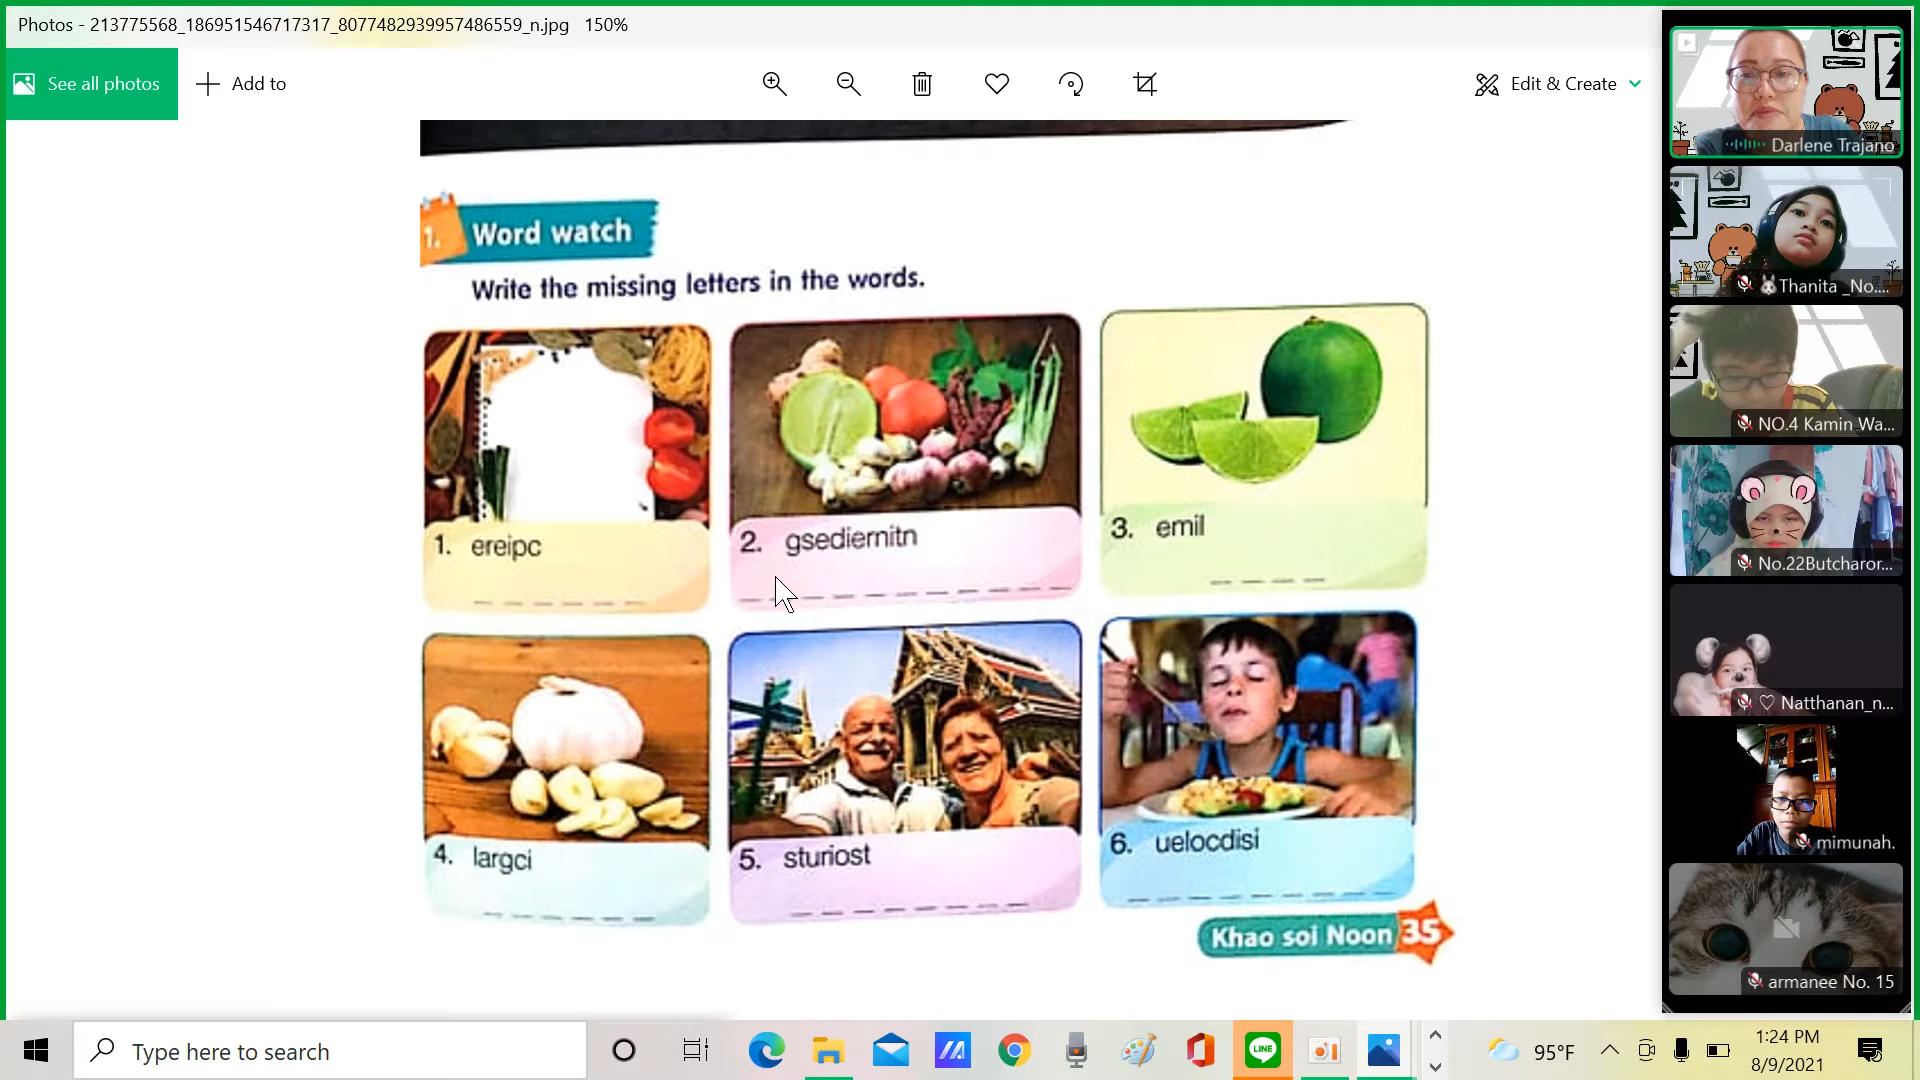 Photos - 213775568_186951546717317_8077482939957486559_n.jpg 150%
See all photos
Add to
Edit & Create
1. Word watch
Write the missing letters in the words.
1. ereipc
2. gsediernitn
3. emil
4. largci
5. sturiost
6. uelocdisi
Khao soi Noon 35
Darlene Trajano
Thanita _No....
NO.4 Kamin_Wa...
No.22Butcharor...
♡ Natthanan_n...
mimunah.
armanee No. 15
Type here to search
LINE
95°F
1:24 PM
8/9/2021